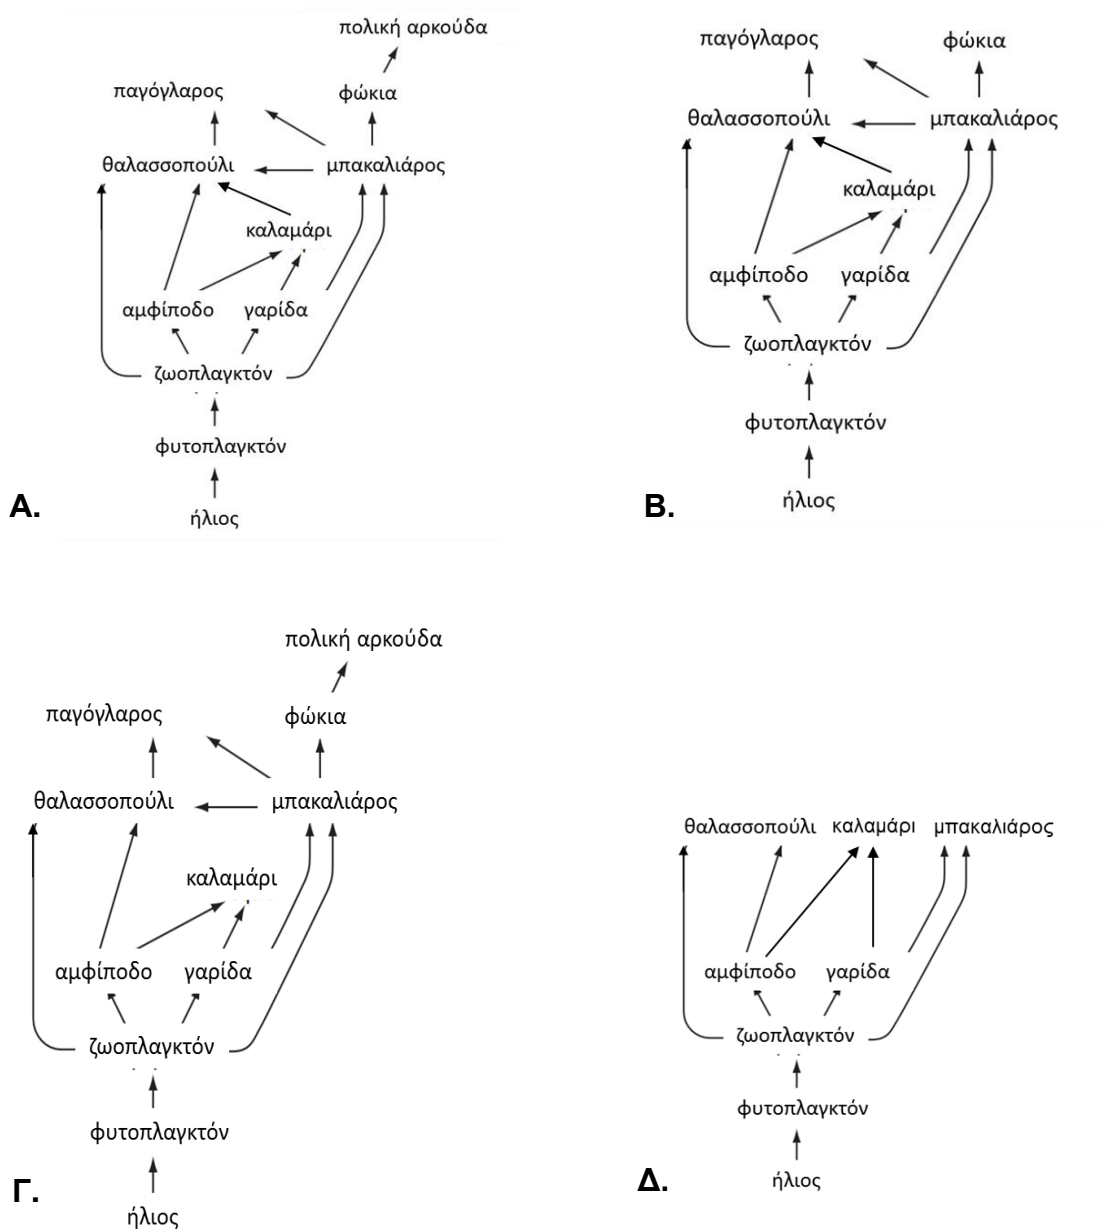 πολική αρκούδα
παγόγλαρος
φώκια
θαλασσοπούλι
μπακαλιάρος
καλαμάρι
αμφίποδο
γαρίδα
ζωοπλαγκτόν
φυτοπλαγκτόν
ήλιος
Α.
παγόγλαρος
φώκια
θαλασσοπούλι
μπακαλιάρος
καλαμάρι
αμφίποδο
γαρίδα
ζωοπλαγκτόν
φυτοπλαγκτόν
ήλιος
Β.
πολική αρκούδα
παγόγλαρος
φώκια
θαλασσοπούλι
μπακαλιάρος
καλαμάρι
αμφίποδο
γαρίδα
ζωοπλαγκτόν
φυτοπλαγκτόν
ήλιος
Γ.
θαλασσοπούλι
καλαμάρι
μπακαλιάρος
αμφίποδο
γαρίδα
ζωοπλαγκτόν
φυτοπλαγκτόν
ήλιος
Δ.